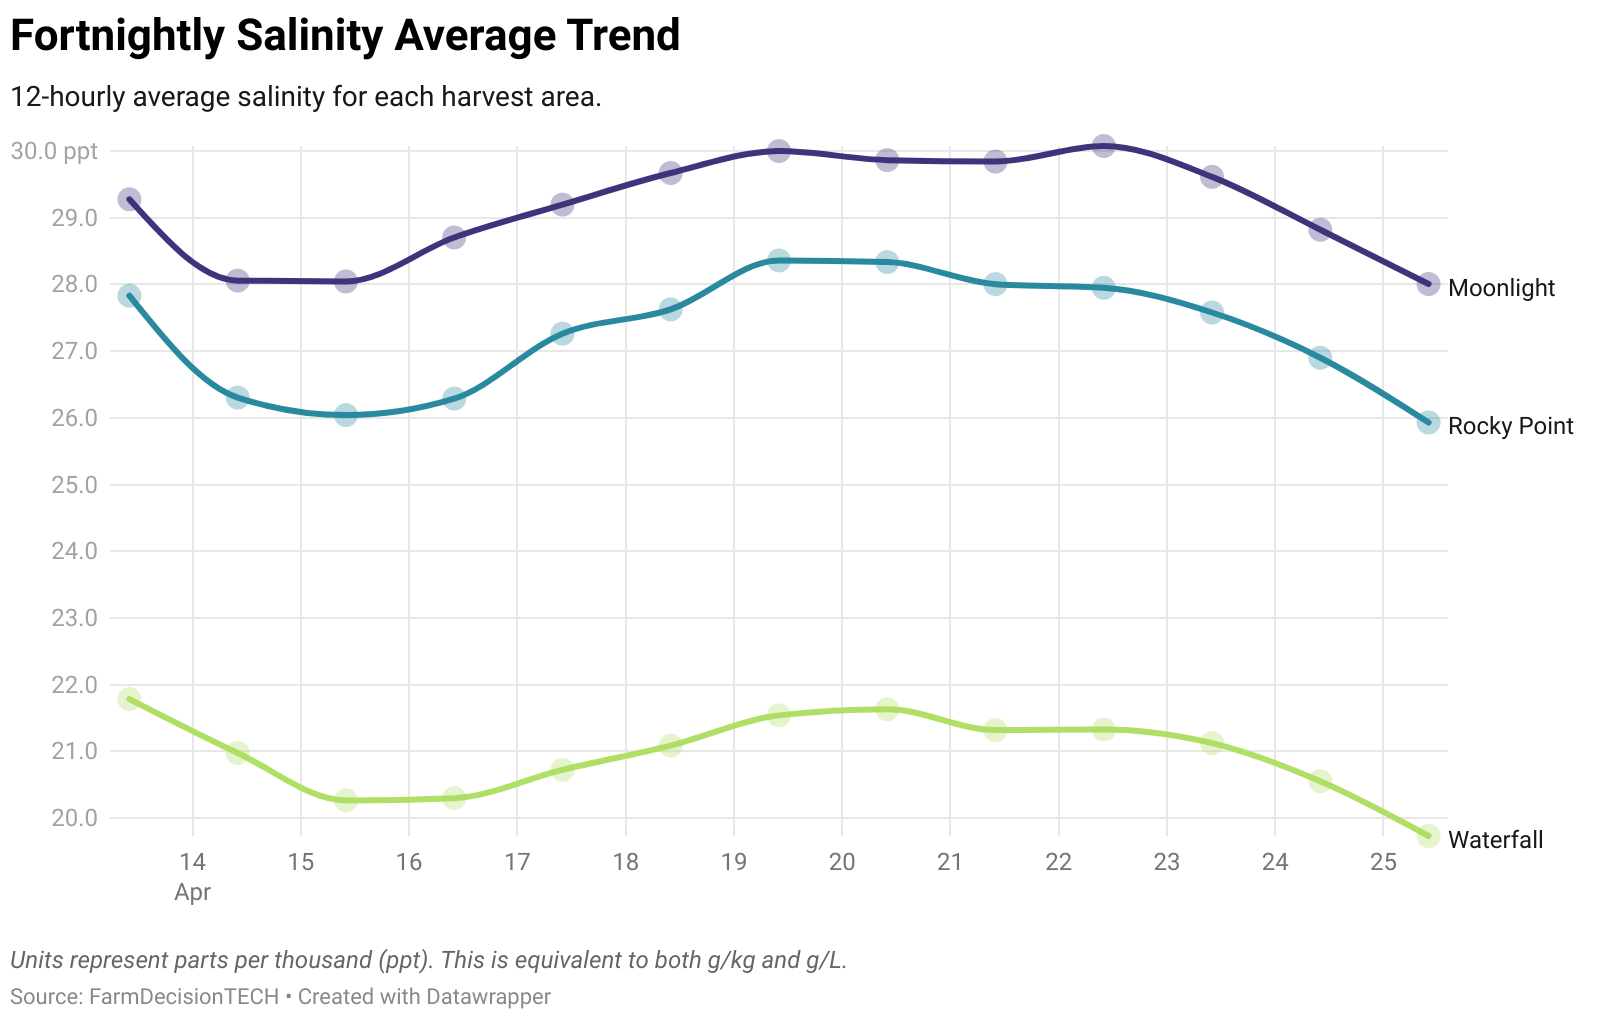 Fortnightly Salinity Average Trend
12-hourly average salinity for each harvest area.
30.0 ppt
29.0
28.0
Moonlight
27.0
26.0
Rocky Point
25.0
24.0
23.0
22.0
21.0
20.0
Waterfall
14 15 16 17 18 19 20 21 22 23 24 25
Apr
Units represent parts per thousand (ppt). This is equivalent to both g/kg and g/L.
Source: FarmDecisionTECH • Created with Datawrapper